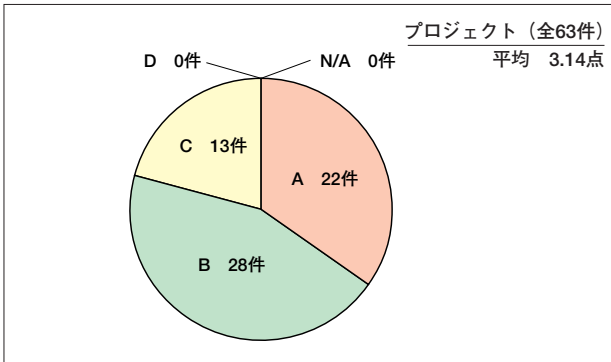 プロジェクト（全63件）
平均　3.14点
D　0件
N/A　0件
C　13件
A　22件
B　28件